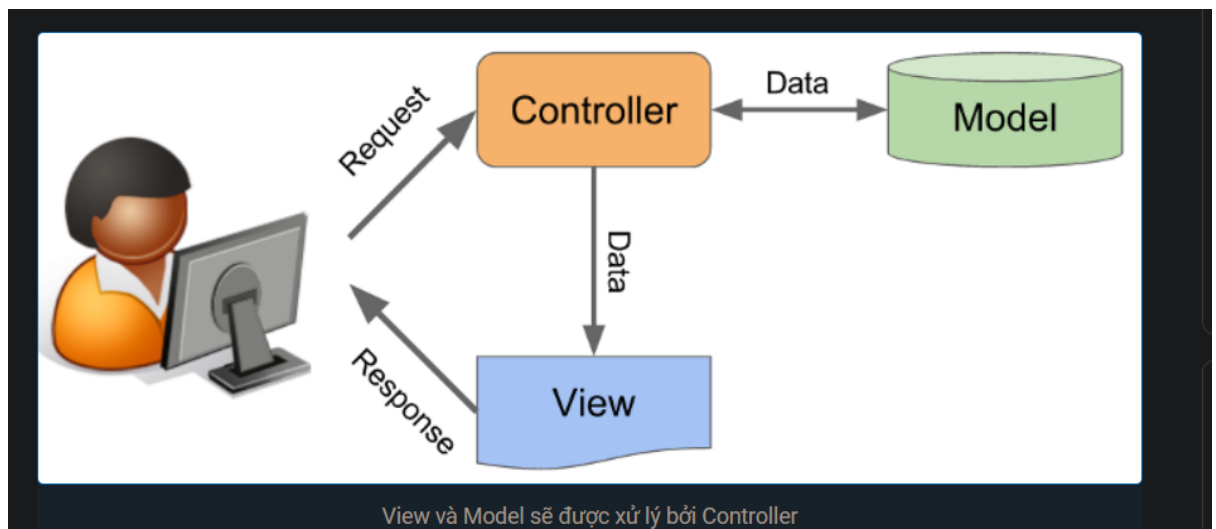 Request
Controller
Data
Model
Data
View
Response
View và Model sẽ được xử lý bởi Controller